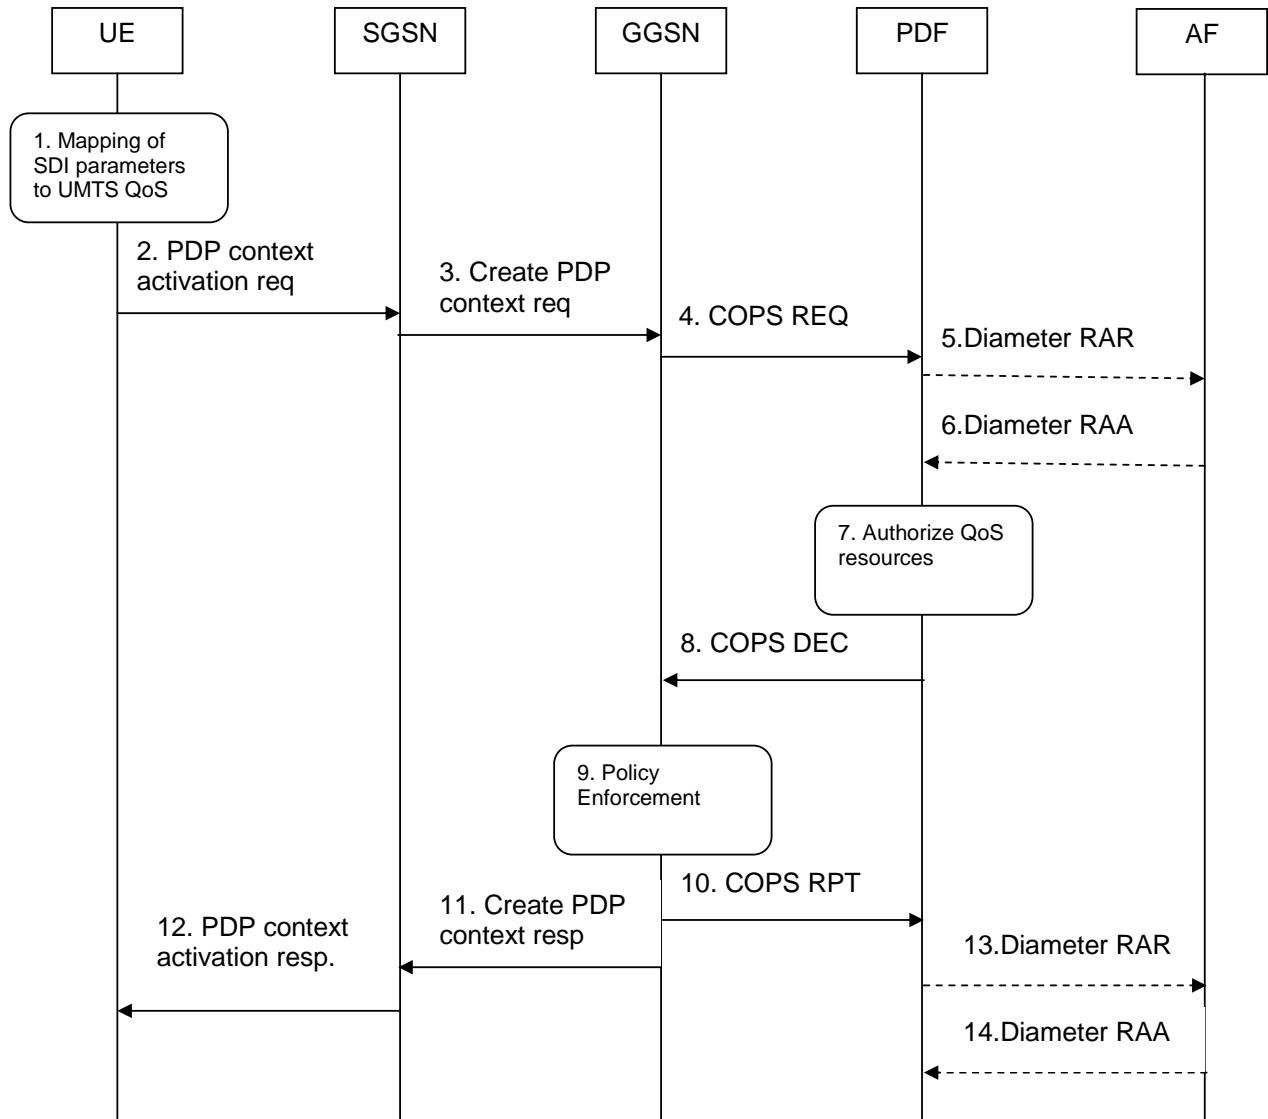 UE
SGSN
GGSN
PDF
AF
1. Mapping of
SDI parameters
to UMTS QoS
2. PDP context
activation req
3. Create PDP
context req
4. COPS REQ
5.Diameter RAR
6.Diameter RAA
7. Authorize QoS
resources
8. COPS DEC
9. Policy
Enforcement
10. COPS RPT
11. Create PDP
context resp
12. PDP context
activation resp.
13.Diameter RAR
14.Diameter RAA